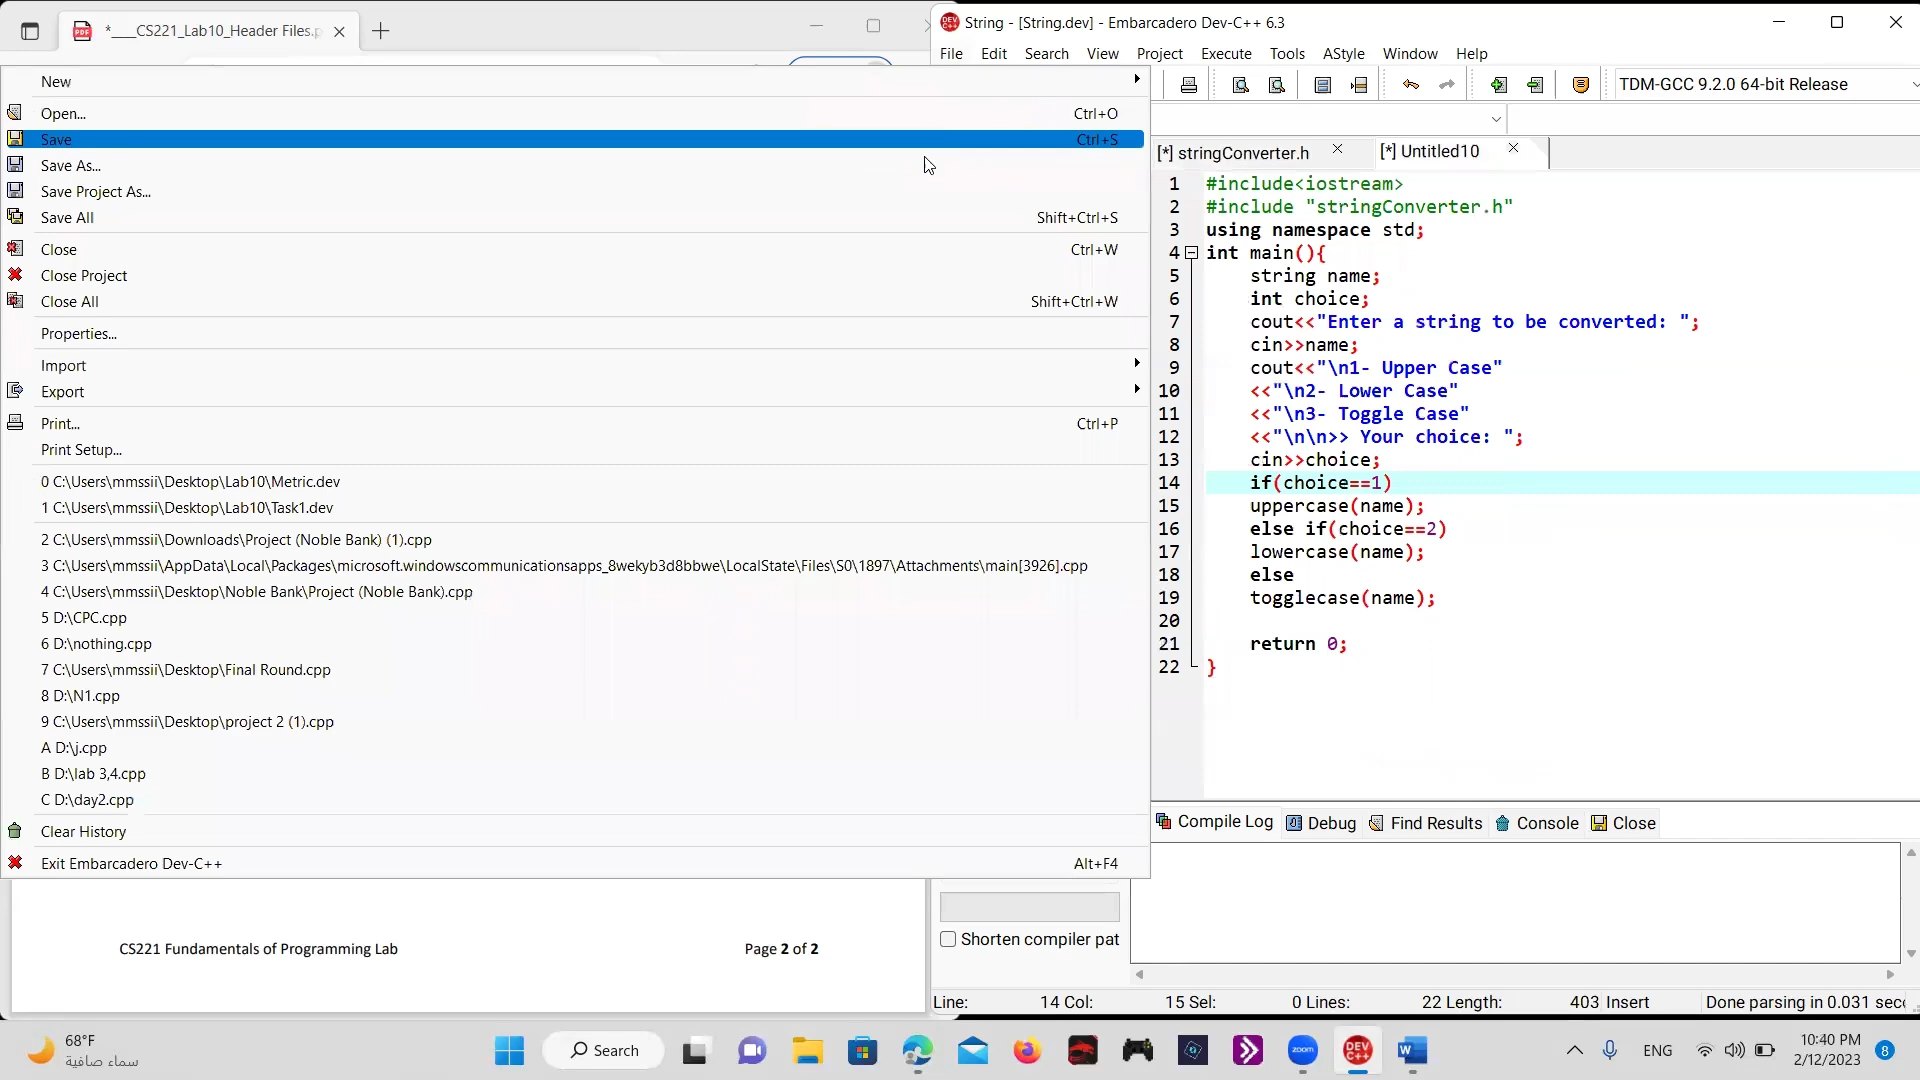 *____CS221_Lab10_Header Files.p
String - [String.dev] - Embarcadero Dev-C++ 6.3
File Edit Search View Project Execute Tools AStyle Window Help
TDM-GCC 9.2.0 64-bit Release
New
Open... Ctrl+O
Save Ctrl+S
Save As...
Save Project As...
Save All Shift+Ctrl+S
Close Ctrl+W
Close Project
Close All Shift+Ctrl+W
Properties...
Import
Export
Print... Ctrl+P
Print Setup...
0 C:\Users\mmssii\Desktop\Lab10\Metric.dev
1 C:\Users\mmssii\Desktop\Lab10\Task1.dev
2 C:\Users\mmssii\Downloads\Project (Noble Bank) (1).cpp
3 C:\Users\mmssii\AppData\Local\Packages\microsoft.windowscommunicationsapps_8wekyb3d8bbwe\LocalState\Files\S0\1897\Attachments\main[3926].cpp
4 C:\Users\mmssii\Desktop\Noble Bank\Project (Noble Bank).cpp
5 D:\CPC.cpp
6 D:\nothing.cpp
7 C:\Users\mmssii\Desktop\Final Round.cpp
8 D:\N1.cpp
9 C:\Users\mmssii\Desktop\project 2 (1).cpp
A D:\j.cpp
B D:\lab 3,4.cpp
C D:\day2.cpp
Clear History
Exit Embarcadero Dev-C++ Alt+F4
[*] stringConverter.h [*] Untitled10
1 #include<iostream>
2 #include "stringConverter.h"
3 using namespace std;
4 int main(){
5 string name;
6 int choice;
7 cout<<"Enter a string to be converted: ";
8 cin>>name;
9 cout<<"\n1- Upper Case"
10 <<"\n2- Lower Case"
11 <<"\n3- Toggle Case"
12 <<"\n\n>> Your choice: ";
13 cin>>choice;
14 if(choice==1)
15 uppercase(name);
16 else if(choice==2)
17 lowercase(name);
18 else
19 togglecase(name);
20
21 return 0;
22 }
Compile Log Debug Find Results Console Close
Shorten compiler pat
CS221 Fundamentals of Programming Lab Page 2 of 2
Line: 14 Col: 15 Sel: 0 Lines: 22 Length: 403 Insert Done parsing in 0.031 sec
68°F
سماء صافية
Search
DEV C++
zoom
ENG
10:40 PM
2/12/2023
8